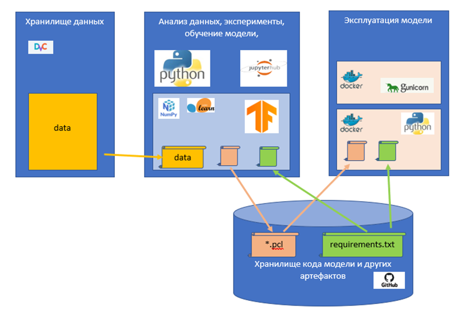 Хранилище данных
DVC
data
Анализ данных, эксперименты,
обучение модели,
python
jupyterhub
NumPy
learn
data
Эксплуатация модели
docker
gunicorn
docker
python
*.pcl
requirements.txt
Хранилище кода модели и других
артефактов
GitHub